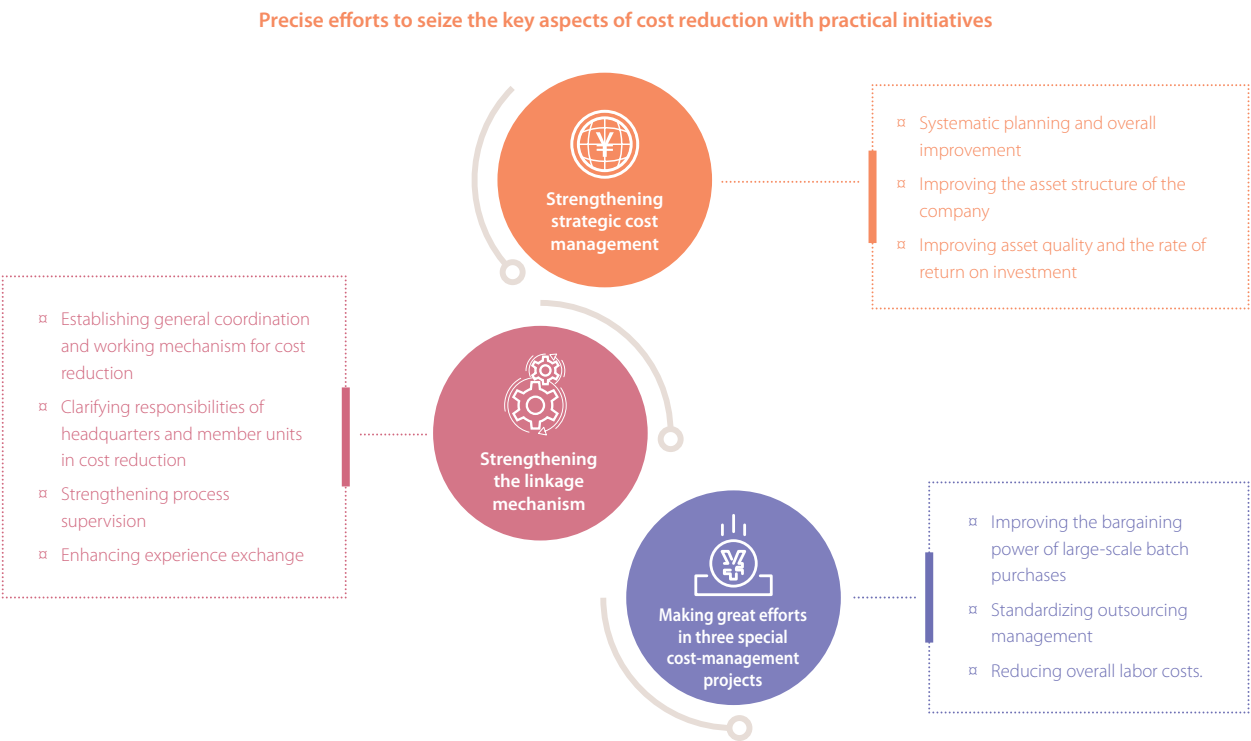 Precise efforts to seize the key aspects of cost reduction with practical initiatives
Strengthening
strategic cost
management
¤ Systematic planning and overall
improvement
¤ Improving the asset structure of the
company
¤ Improving asset quality and the rate of
return on investment
¤ Establishing general coordination
and working mechanism for cost
reduction
¤ Clarifying responsibilities of
headquarters and member units
in cost reduction
¤ Strengthening process
supervision
¤ Enhancing experience exchange
Strengthening
the linkage
mechanism
Making great efforts
in three special
cost-management
projects
¤ Improving the bargaining
power of large-scale batch
purchases
¤ Standardizing outsourcing
management
¤ Reducing overall labor costs.